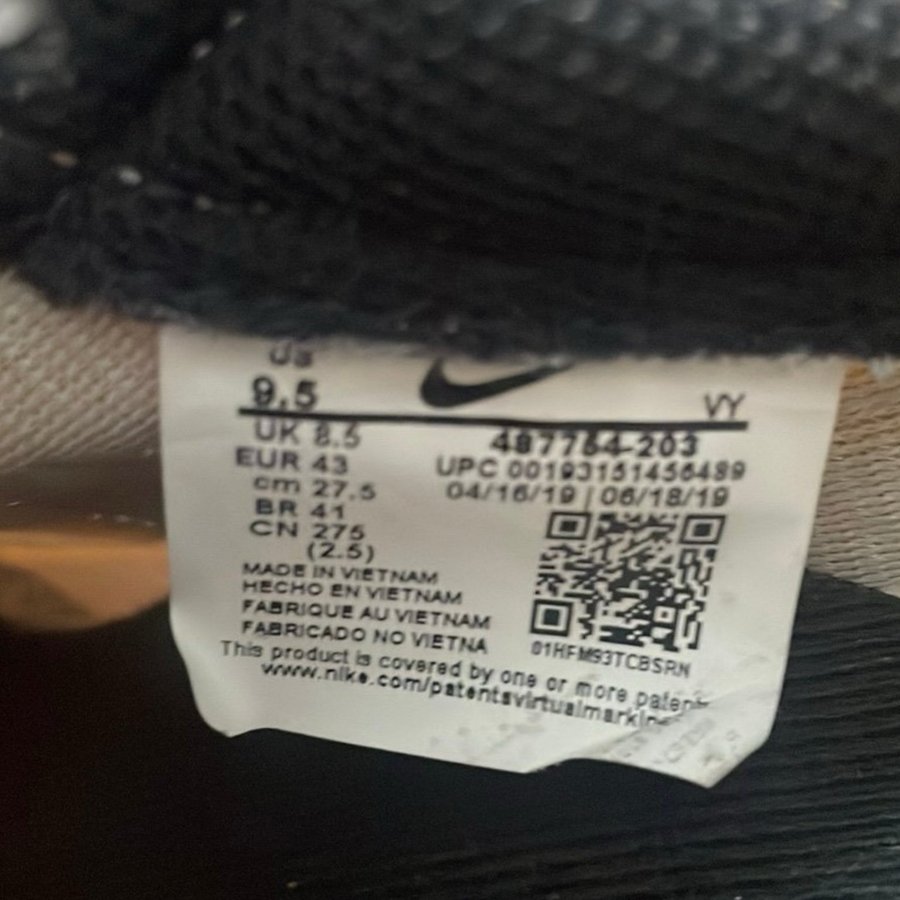 US
9.5
VY
UK 8.5
EUR 43
cm 27.5
BR 41
CN 275
(2.5)
487754-203
UPC 00193151456489
04/16/19 | 06/18/19
01HFM93TCBSRN
MADE IN VIETNAM
HECHO EN VIETNAM
FABRIQUE AU VIETNAM
FABRICADO NO VIETNA
This product is covered by one or more patent
www.nike.com/patentsvirtualmarking